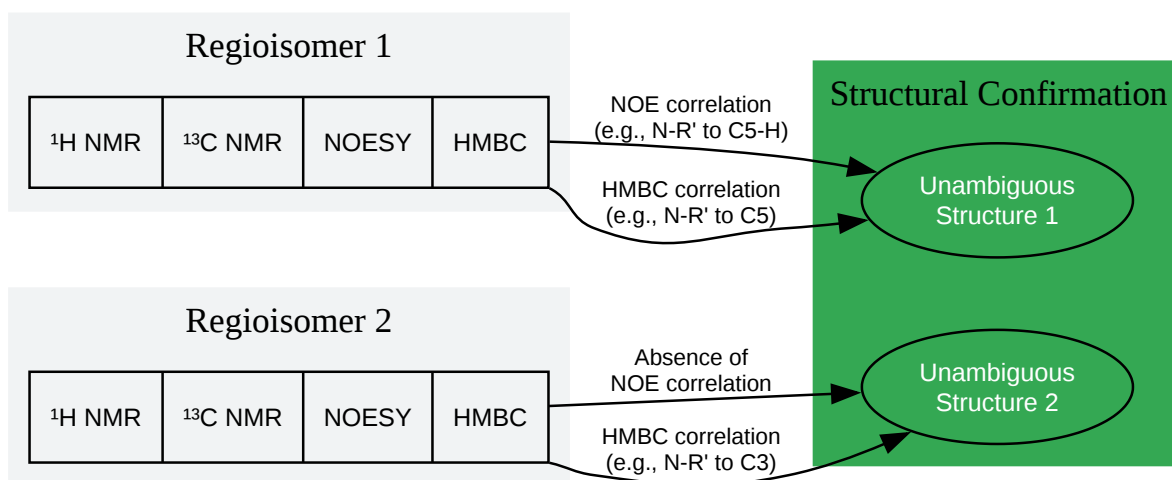 Regioisomer 1
¹H NMR
¹³C NMR
NOESY
HMBC
NOE correlation
(e.g., N-R' to C5-H)
HMBC correlation
(e.g., N-R' to C5)
Structural Confirmation
Unambiguous
Structure 1
Regioisomer 2
¹H NMR
¹³C NMR
NOESY
HMBC
Absence of
NOE correlation
HMBC correlation
(e.g., N-R' to C3)
Unambiguous
Structure 2